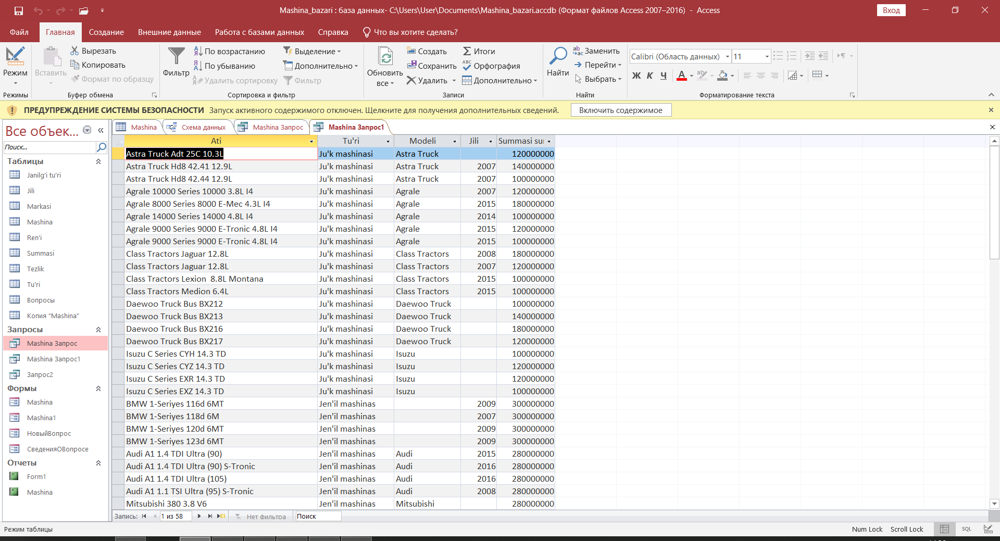 Mashina_bazari : база данных- C:\Users\User\Documents\Mashina_bazari.accdb (Формат файлов Access 2007–2016) - Access
Вход
Файл Главная Создание Внешние данные Работа с базами данных Справка Что вы хотите сделать?
Режим
Режимы
Вставить
Вырезать
Копировать
Формат по образцу
Буфер обмена
Фильтр
По возрастанию
По убыванию
Удалить сортировку
Выделение
Дополнительно
Фильтр
Сортировка и фильтр
Обновить все
Создать
Сохранить
Удалить
Итоги
Орфография
Дополнительно
Записи
Найти
Заменить
Перейти
Выбрать
Найти
Calibri (Область данных) 11
Ж К Ч
Форматирование текста
ПРЕДУПРЕЖДЕНИЕ СИСТЕМЫ БЕЗОПАСНОСТИ Запуск активного содержимого отключен. Щелкните для получения дополнительных сведений. Включить содержимое
Все объек...
Поиск...
Таблицы
Janilg'i tu'ri
Jili
Markasi
Mashina
Ren'i
Summasi
Tezlik
Tu'ri
Вопросы
Копия "Mashina"
Запросы
Mashina Запрос
Mashina Запрос1
Запрос2
Формы
Mashina
Mashina1
НовыйВопрос
СведенияОВопросе
Отчеты
Form1
Mashina
Mashina Схема данных Mashina Запрос Mashina Запрос1
Ati Tu'ri Modeli Jili Summasi su
Astra Truck Adt 25C 10.3L Ju'k mashinasi Astra Truck 120000000
Astra Truck Hd8 42.41 12.9L Ju'k mashinasi Astra Truck 2007 140000000
Astra Truck Hd8 42.44 12.9L Ju'k mashinasi Astra Truck 2007 100000000
Agrale 10000 Series 10000 3.8L I4 Ju'k mashinasi Agrale 2007 120000000
Agrale 8000 Series 8000 E-Mec 4.3L I4 Ju'k mashinasi Agrale 2015 180000000
Agrale 14000 Series 14000 4.8L I4 Ju'k mashinasi Agrale 2014 100000000
Agrale 9000 Series 9000 E-Tronic 4.8L I4 Ju'k mashinasi Agrale 2015 120000000
Agrale 9000 Series 9000 E-Tronic 4.8L I4 Ju'k mashinasi Agrale 2015 100000000
Class Tractors Jaguar 12.8L Ju'k mashinasi Class Tractors 2008 180000000
Class Tractors Jaguar 12.8L Ju'k mashinasi Class Tractors 2007 120000000
Class Tractors Lexion 8.8L Montana Ju'k mashinasi Class Tractors 2015 100000000
Class Tractors Medion 6.4L Ju'k mashinasi Class Tractors 2015 100000000
Daewoo Truck Bus BX212 Ju'k mashinasi Daewoo Truck 100000000
Daewoo Truck Bus BX213 Ju'k mashinasi Daewoo Truck 140000000
Daewoo Truck Bus BX216 Ju'k mashinasi Daewoo Truck 180000000
Daewoo Truck Bus BX217 Ju'k mashinasi Daewoo Truck 120000000
Isuzu C Series CYH 14.3 TD Ju'k mashinasi Isuzu 100000000
Isuzu C Series CYZ 14.3 TD Ju'k mashinasi Isuzu 120000000
Isuzu C Series EXR 14.3 TD Ju'k mashinasi Isuzu 120000000
Isuzu C Series EXZ 14.3 TD Ju'k mashinasi Isuzu 100000000
BMW 1-Seriyes 116d 6MT Jen'il mashinas 2009 300000000
BMW 1-Seriyes 118d 6M Jen'il mashinas 2007 300000000
BMW 1-Seriyes 120d 6MT Jen'il mashinas 2009 300000000
BMW 1-Seriyes 123d 6MT Jen'il mashinas 2009 300000000
Audi A1 1.4 TDI Ultra (90) Jen'il mashinas Audi 2015 280000000
Audi A1 1.4 TDI Ultra (90) S-Tronic Jen'il mashinas Audi 2016 280000000
Audi A1 1.4 TDI Ultra (105) Jen'il mashinas Audi 2016 280000000
Audi A1 1.1 TSI Ultra (95) S-Tronic Jen'il mashinas Audi 2008 280000000
Mitsubishi 380 3.8 V6 Jen'il mashinas Mitsubishi 280000000
Запись: 1 из 58 Нет фильтра Поиск
Режим таблицы Num Lock Scroll Lock SQL